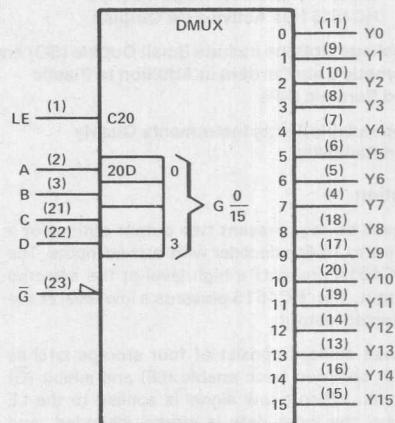 DMUX
0 (11) Y0
1 (9) Y1
2 (10) Y2
3 (8) Y3
4 (7) Y4
5 (6) Y5
6 (5) Y6
7 (4) Y7
8 (18) Y8
9 (17) Y9
10 (20) Y10
11 (19) Y11
12 (14) Y12
13 (13) Y13
14 (16) Y14
15 (15) Y15
LE (1) C20
A (2) 20D 0
B (3)
G 0/15
C (21)
D (22) 3
G̅ (23)